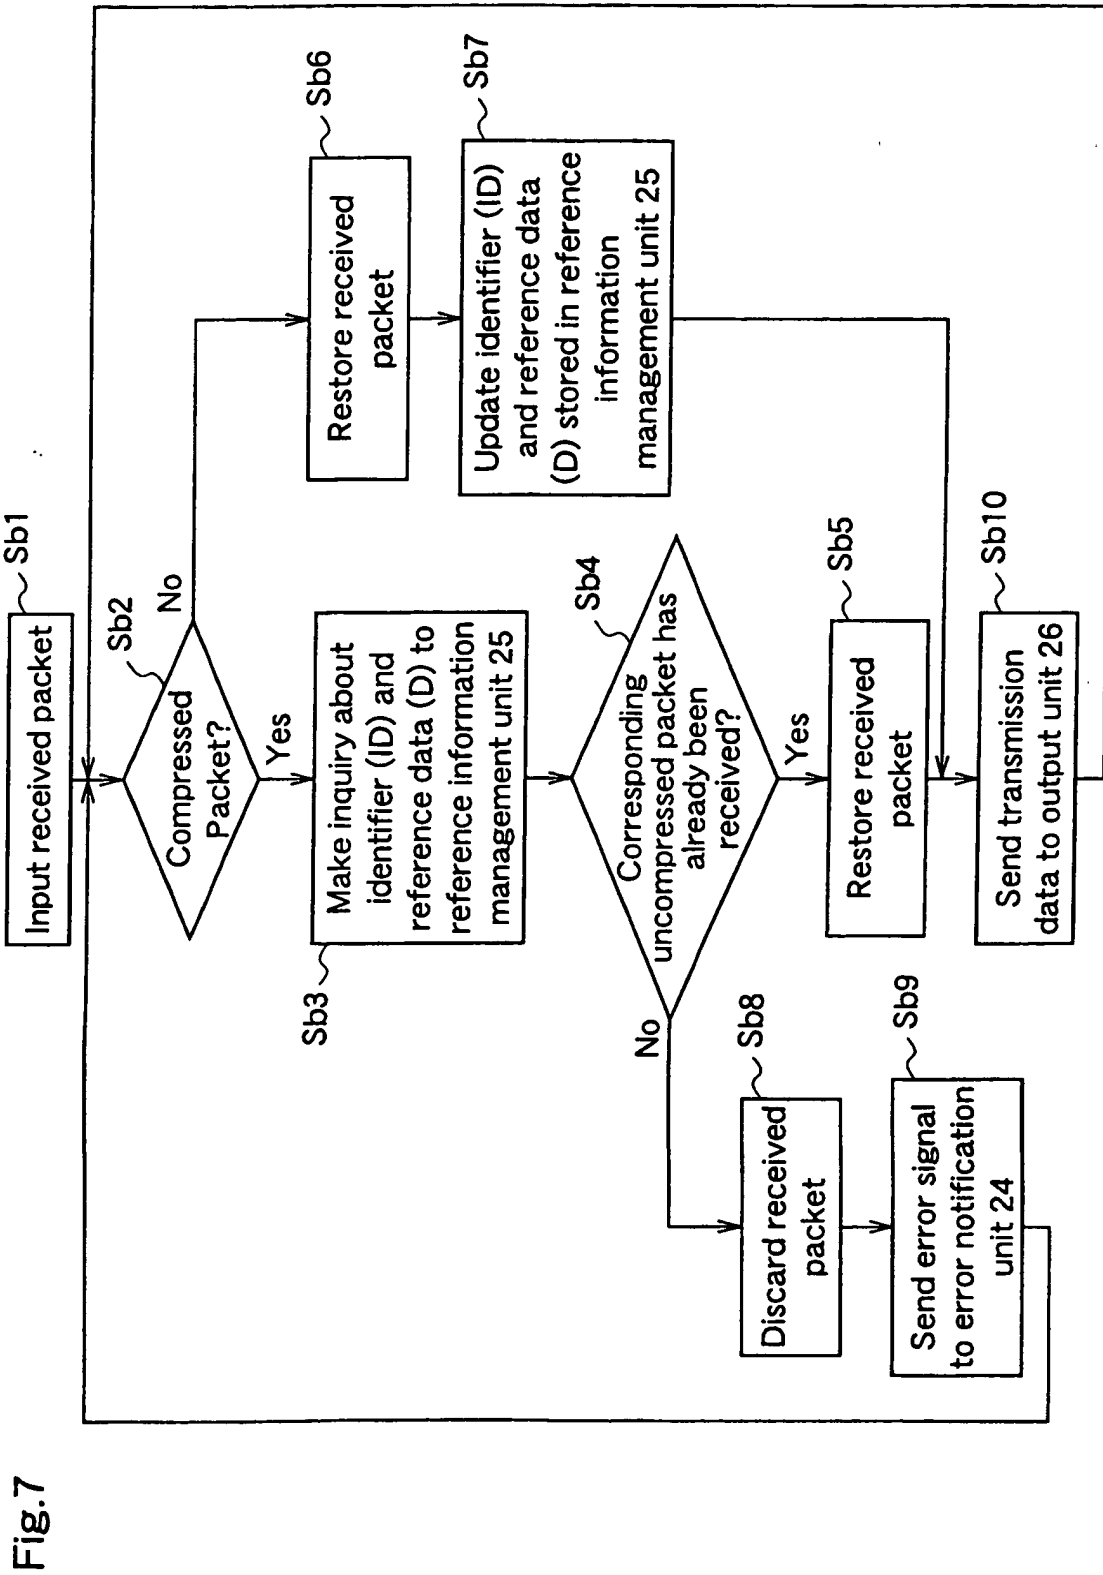 Fig.7
Input received packet
Sb1
Compressed
Packet?
Sb2
No
Yes
Make inquiry about
identifier (ID) and
reference data (D) to
reference information
management unit 25
Sb3
Corresponding
uncompressed packet has
already been
received?
Sb4
No
Yes
Restore received
packet
Sb5
Restore received
packet
Sb6
Update identifier (ID)
and reference data
(D) stored in reference
information
management unit 25
Sb7
Discard received
packet
Sb8
Send error signal
to error notification
unit 24
Sb9
Send transmission
data to output unit 26
Sb10